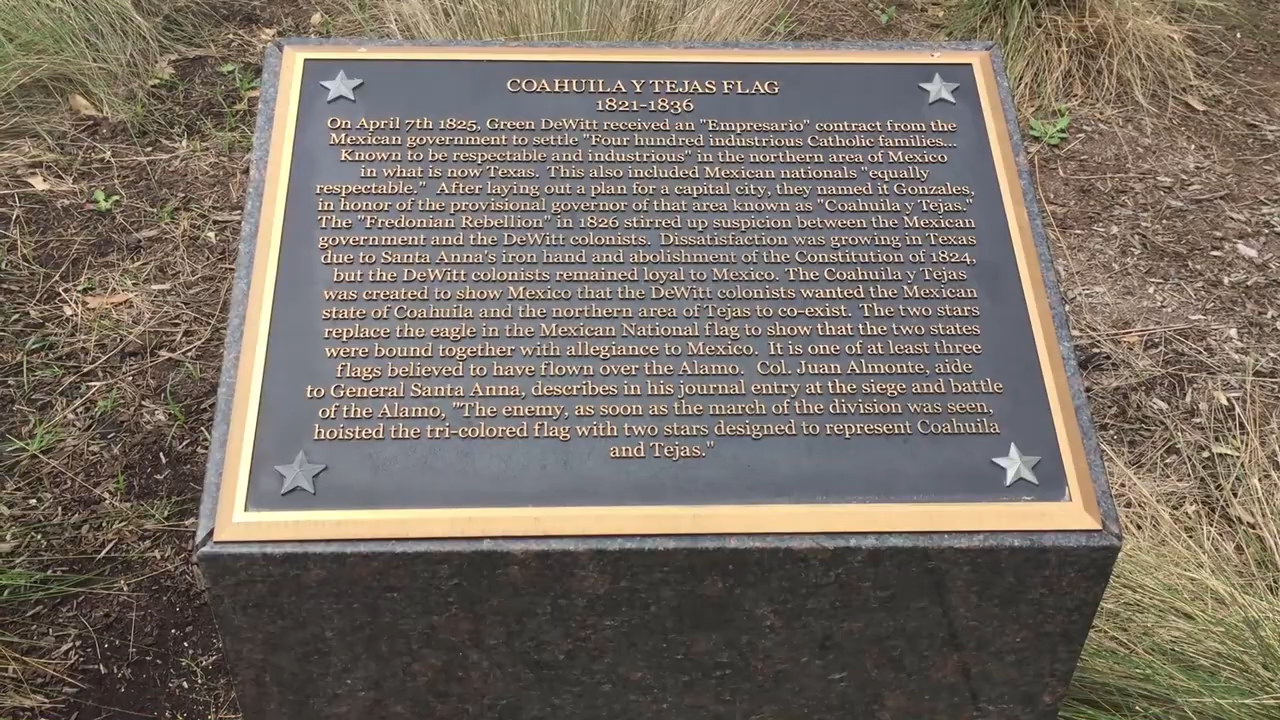 COAHUILA Y TEJAS FLAG
1821-1836
On April 7th 1825, Green DeWitt received an "Empresario" contract from the
Mexican government to settle "Four hundred industrious Catholic families...
Known to be respectable and industrious" in the northern area of Mexico
in what is now Texas. This also included Mexican nationals "equally
respectable." After laying out a plan for a capital city, they named it Gonzales,
in honor of the provisional governor of that area known as "Coahuila y Tejas."
The "Fredonian Rebellion" in 1826 stirred up suspicion between the Mexican
government and the DeWitt colonists. Dissatisfaction was growing in Texas
due to Santa Anna's iron hand and abolishment of the Constitution of 1824,
but the DeWitt colonists remained loyal to Mexico. The Coahuila y Tejas
was created to show Mexico that the DeWitt colonists wanted the Mexican
state of Coahuila and the northern area of Tejas to co-exist. The two stars
replace the eagle in the Mexican National flag to show that the two states
were bound together with allegiance to Mexico. It is one of at least three
flags believed to have flown over the Alamo. Col. Juan Almonte, aide
to General Santa Anna, describes in his journal entry at the siege and battle
of the Alamo, "The enemy, as soon as the march of the division was seen,
hoisted the tri-colored flag with two stars designed to represent Coahuila
and Tejas."